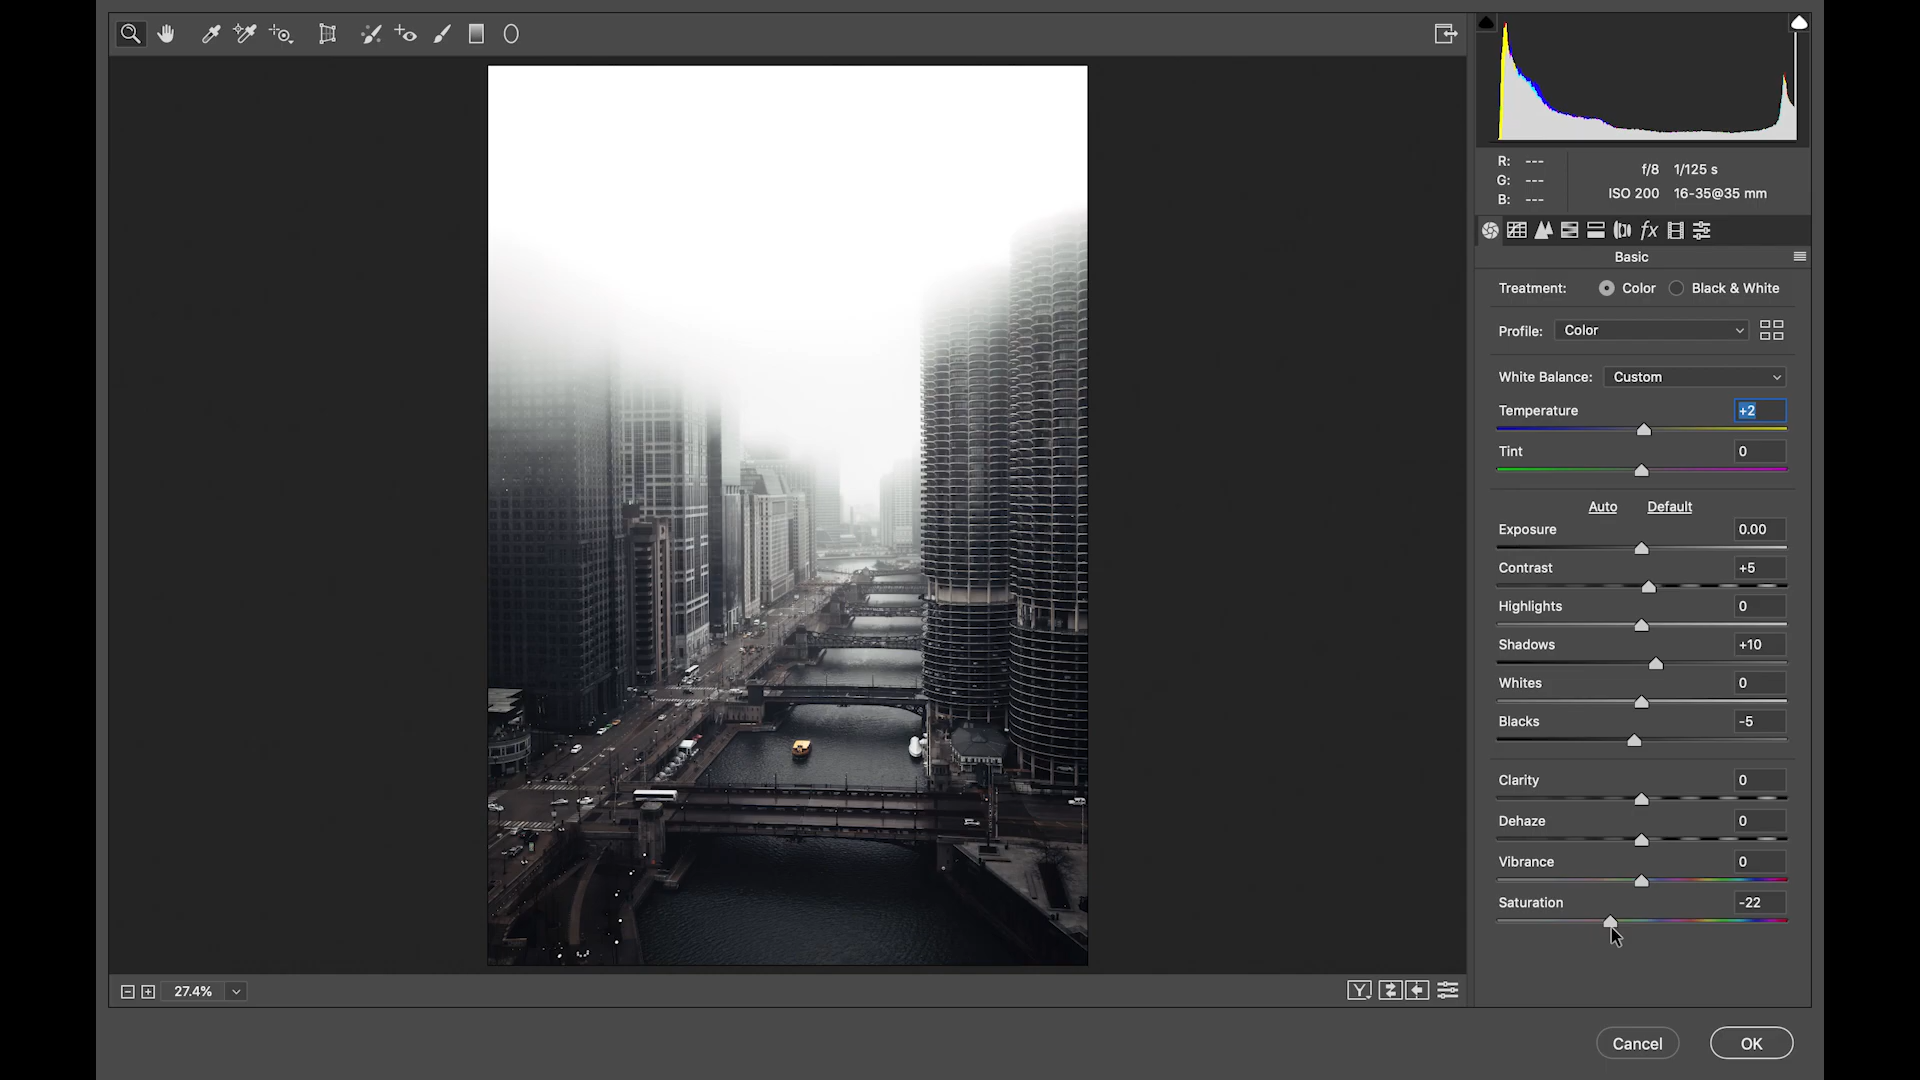 R: ---
G: ---
B: ---
f/8 1/125 s
ISO 200 16-35@35 mm
fx
Basic
Treatment: Color Black & White
Profile: Color
White Balance: Custom
Temperature +2
Tint 0
Auto Default
Exposure 0.00
Contrast +5
Highlights 0
Shadows +10
Whites 0
Blacks -5
Clarity 0
Dehaze 0
Vibrance 0
Saturation -22
27.4% Y
Cancel OK